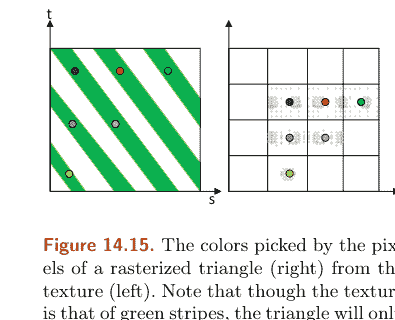 t
s
Figure 14.15. The colors picked by the pix
els of a rasterized triangle (right) from th
texture (left). Note that though the textur
is that of green stripes, the triangle will onl